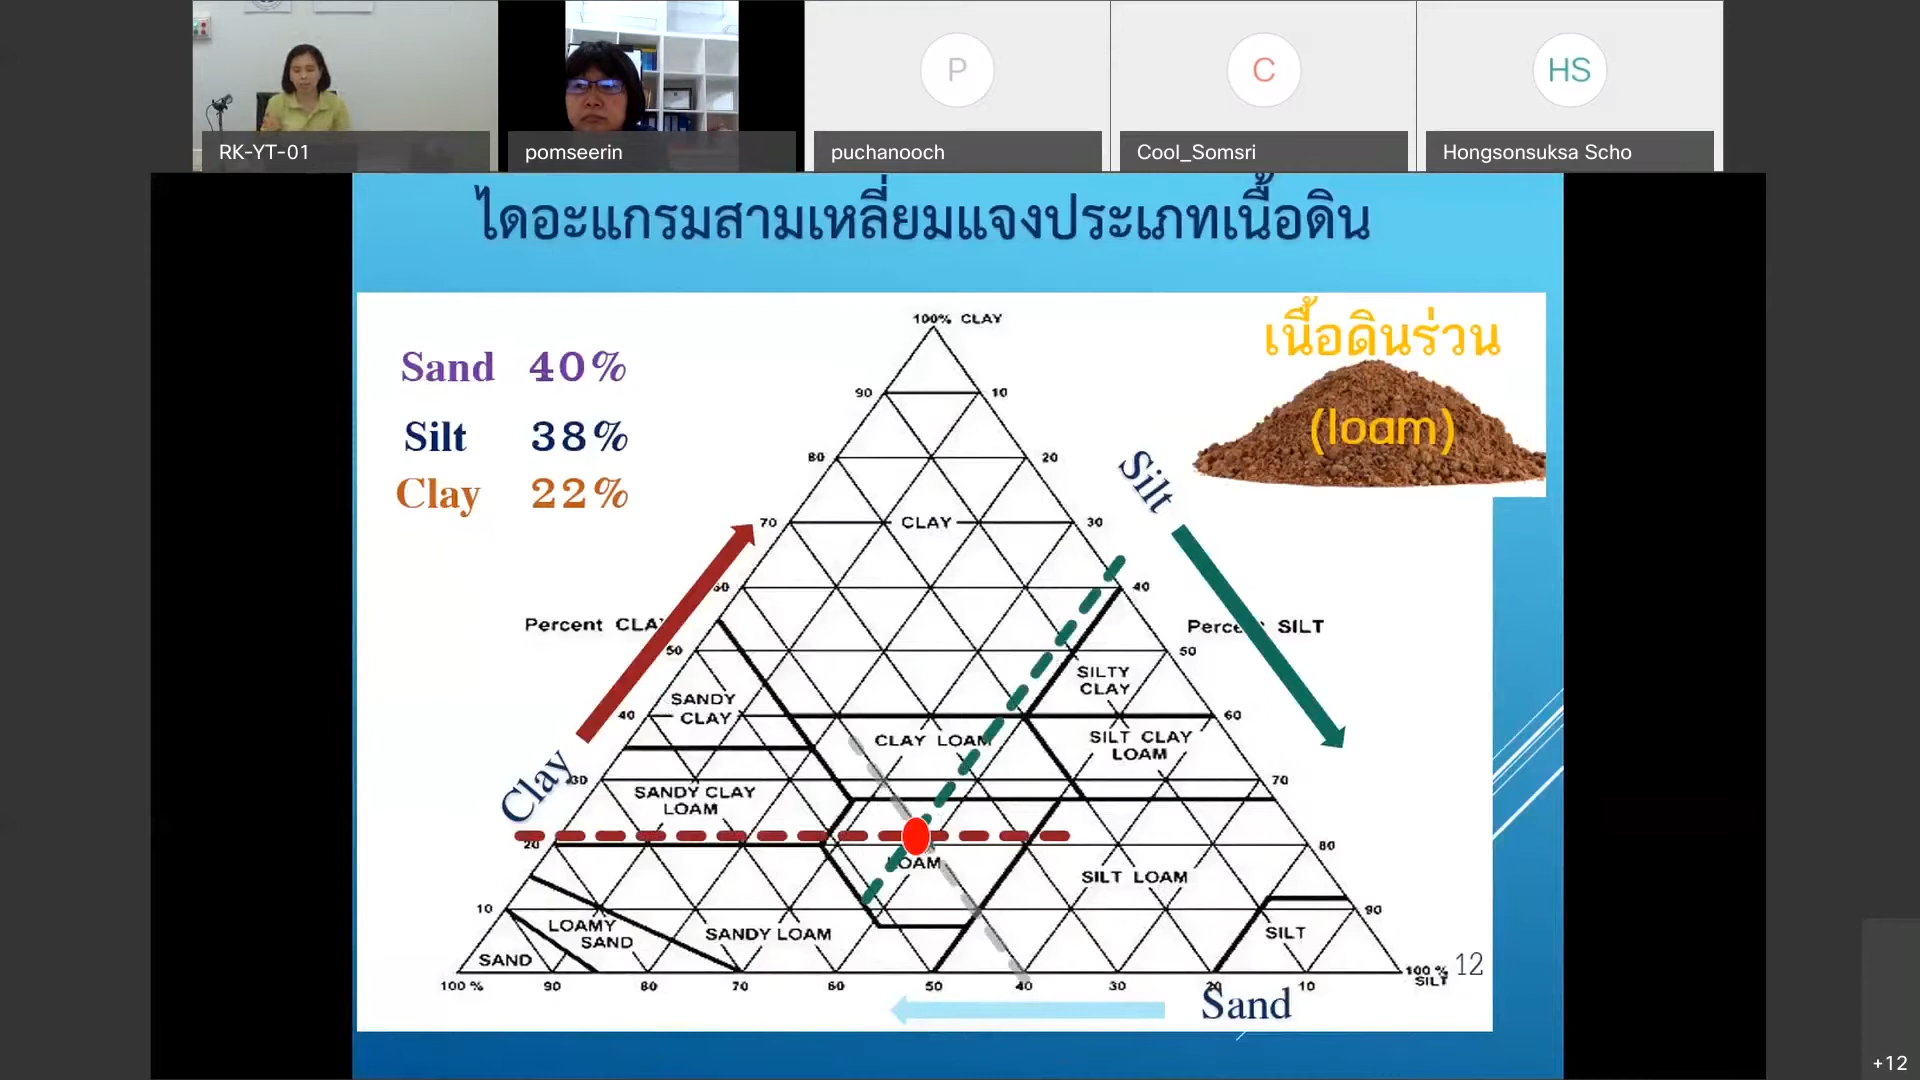 P
C
HS
RK-YT-01
pomseerin
puchanooch
Cool_Somsri
Hongsonsuksa Scho
ไดอะแกรมสามเหลี่ยมแจงประเภทเนื้อดิน
เนื้อดินร่วน
(loam)
Sand 40%
Silt 38%
Clay 22%
100% CLAY
90
10
80
20
Silt
70
CLAY
30
60
40
Percent CLA
Percent SILT
50
50
SILTY
CLAY
SANDY
CLAY
40
60
CLAY LOAM
SILT CLAY
LOAM
Clay
30
70
SANDY CLAY
LOAM
20
80
LOAM
SILT LOAM
10
90
LOAMY
SAND
SANDY LOAM
SILT
SAND
100 %
SILT
12
100 %
90
80
70
60
50
40
30
20
10
Sand
+12